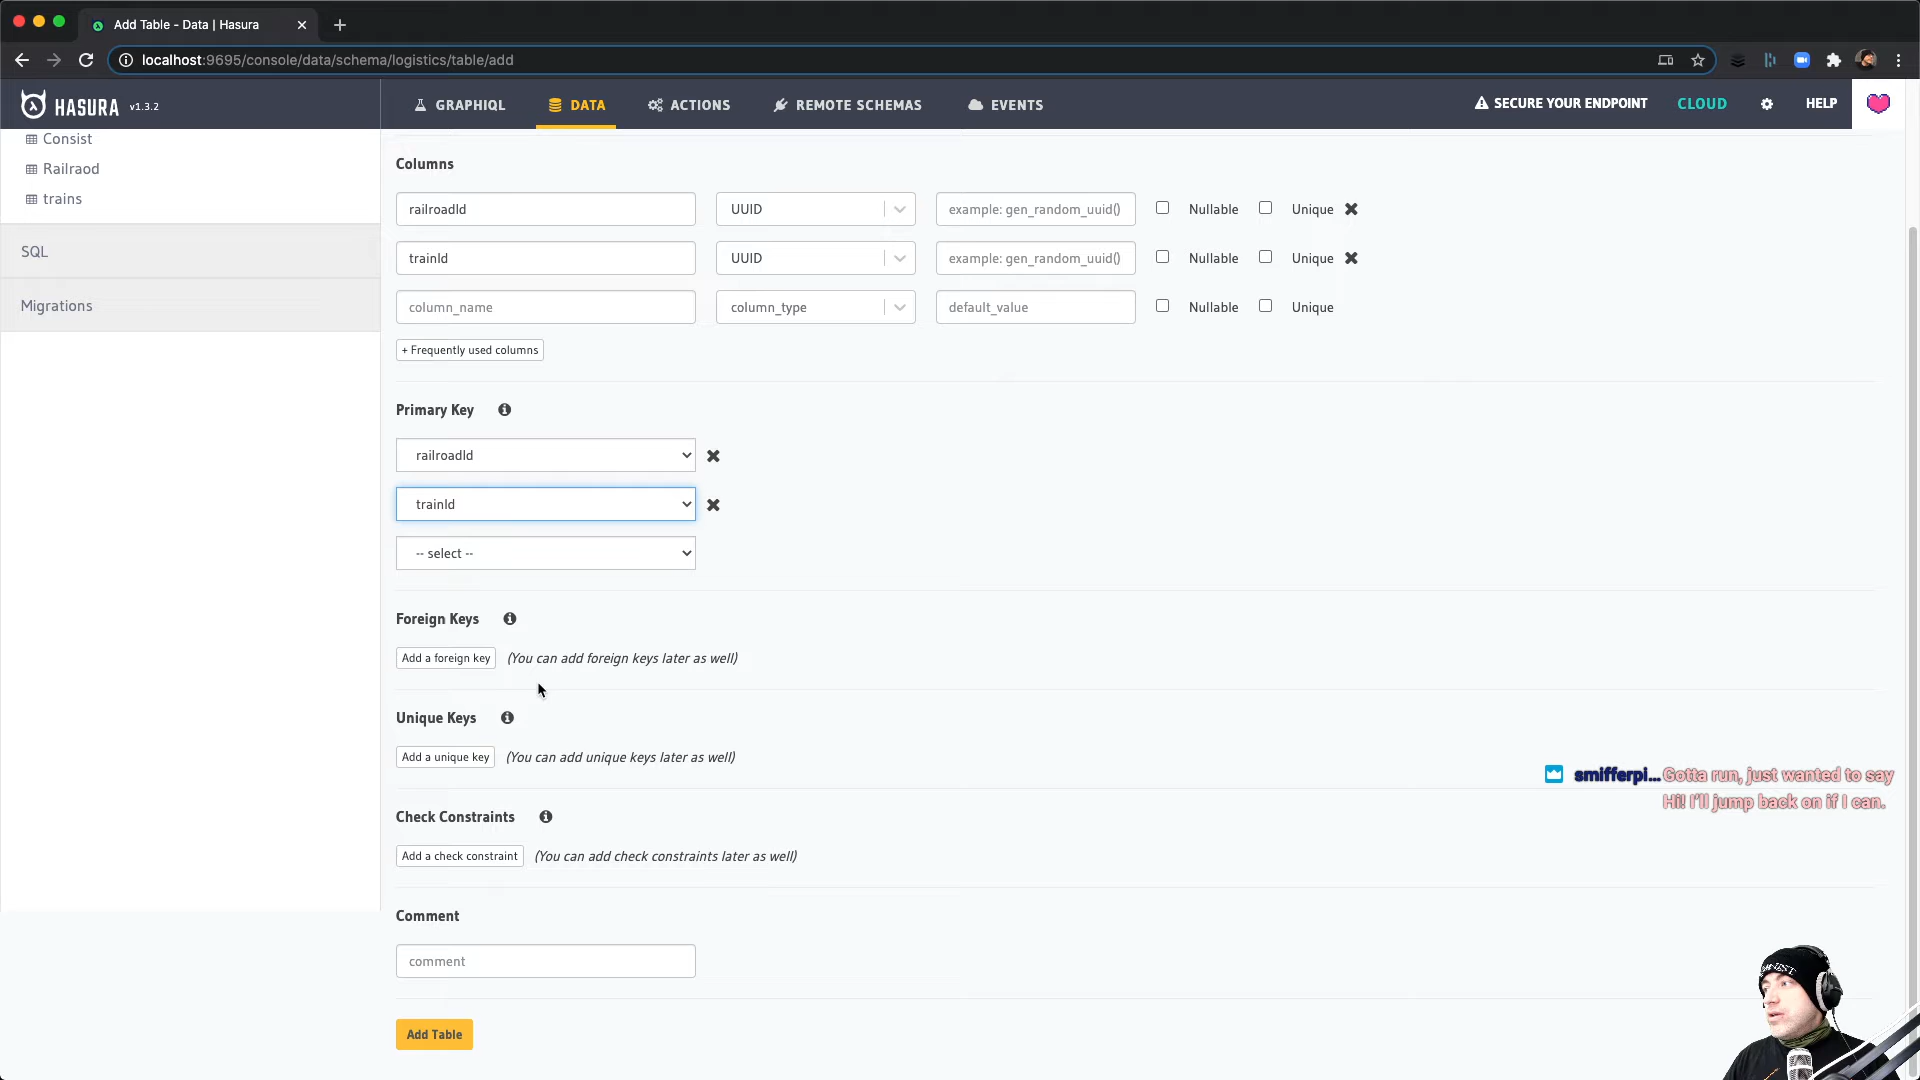 Add Table - Data | Hasura
localhost:9695/console/data/schema/logistics/table/add
HASURA v1.3.2
GRAPHIQL
DATA
ACTIONS
REMOTE SCHEMAS
EVENTS
SECURE YOUR ENDPOINT
CLOUD
HELP
Consist
Railraod
trains
SQL
Migrations
Columns
railroadId UUID example: gen_random_uuid() Nullable Unique
trainId UUID example: gen_random_uuid() Nullable Unique
column_name column_type default_value Nullable Unique
+ Frequently used columns
Primary Key
railroadId
trainId
-- select --
Foreign Keys
Add a foreign key (You can add foreign keys later as well)
Unique Keys
Add a unique key (You can add unique keys later as well)
Check Constraints
Add a check constraint (You can add check constraints later as well)
Comment
comment
Add Table
smifferpi... Gotta run, just wanted to say
Hi! I'll jump back on if I can.